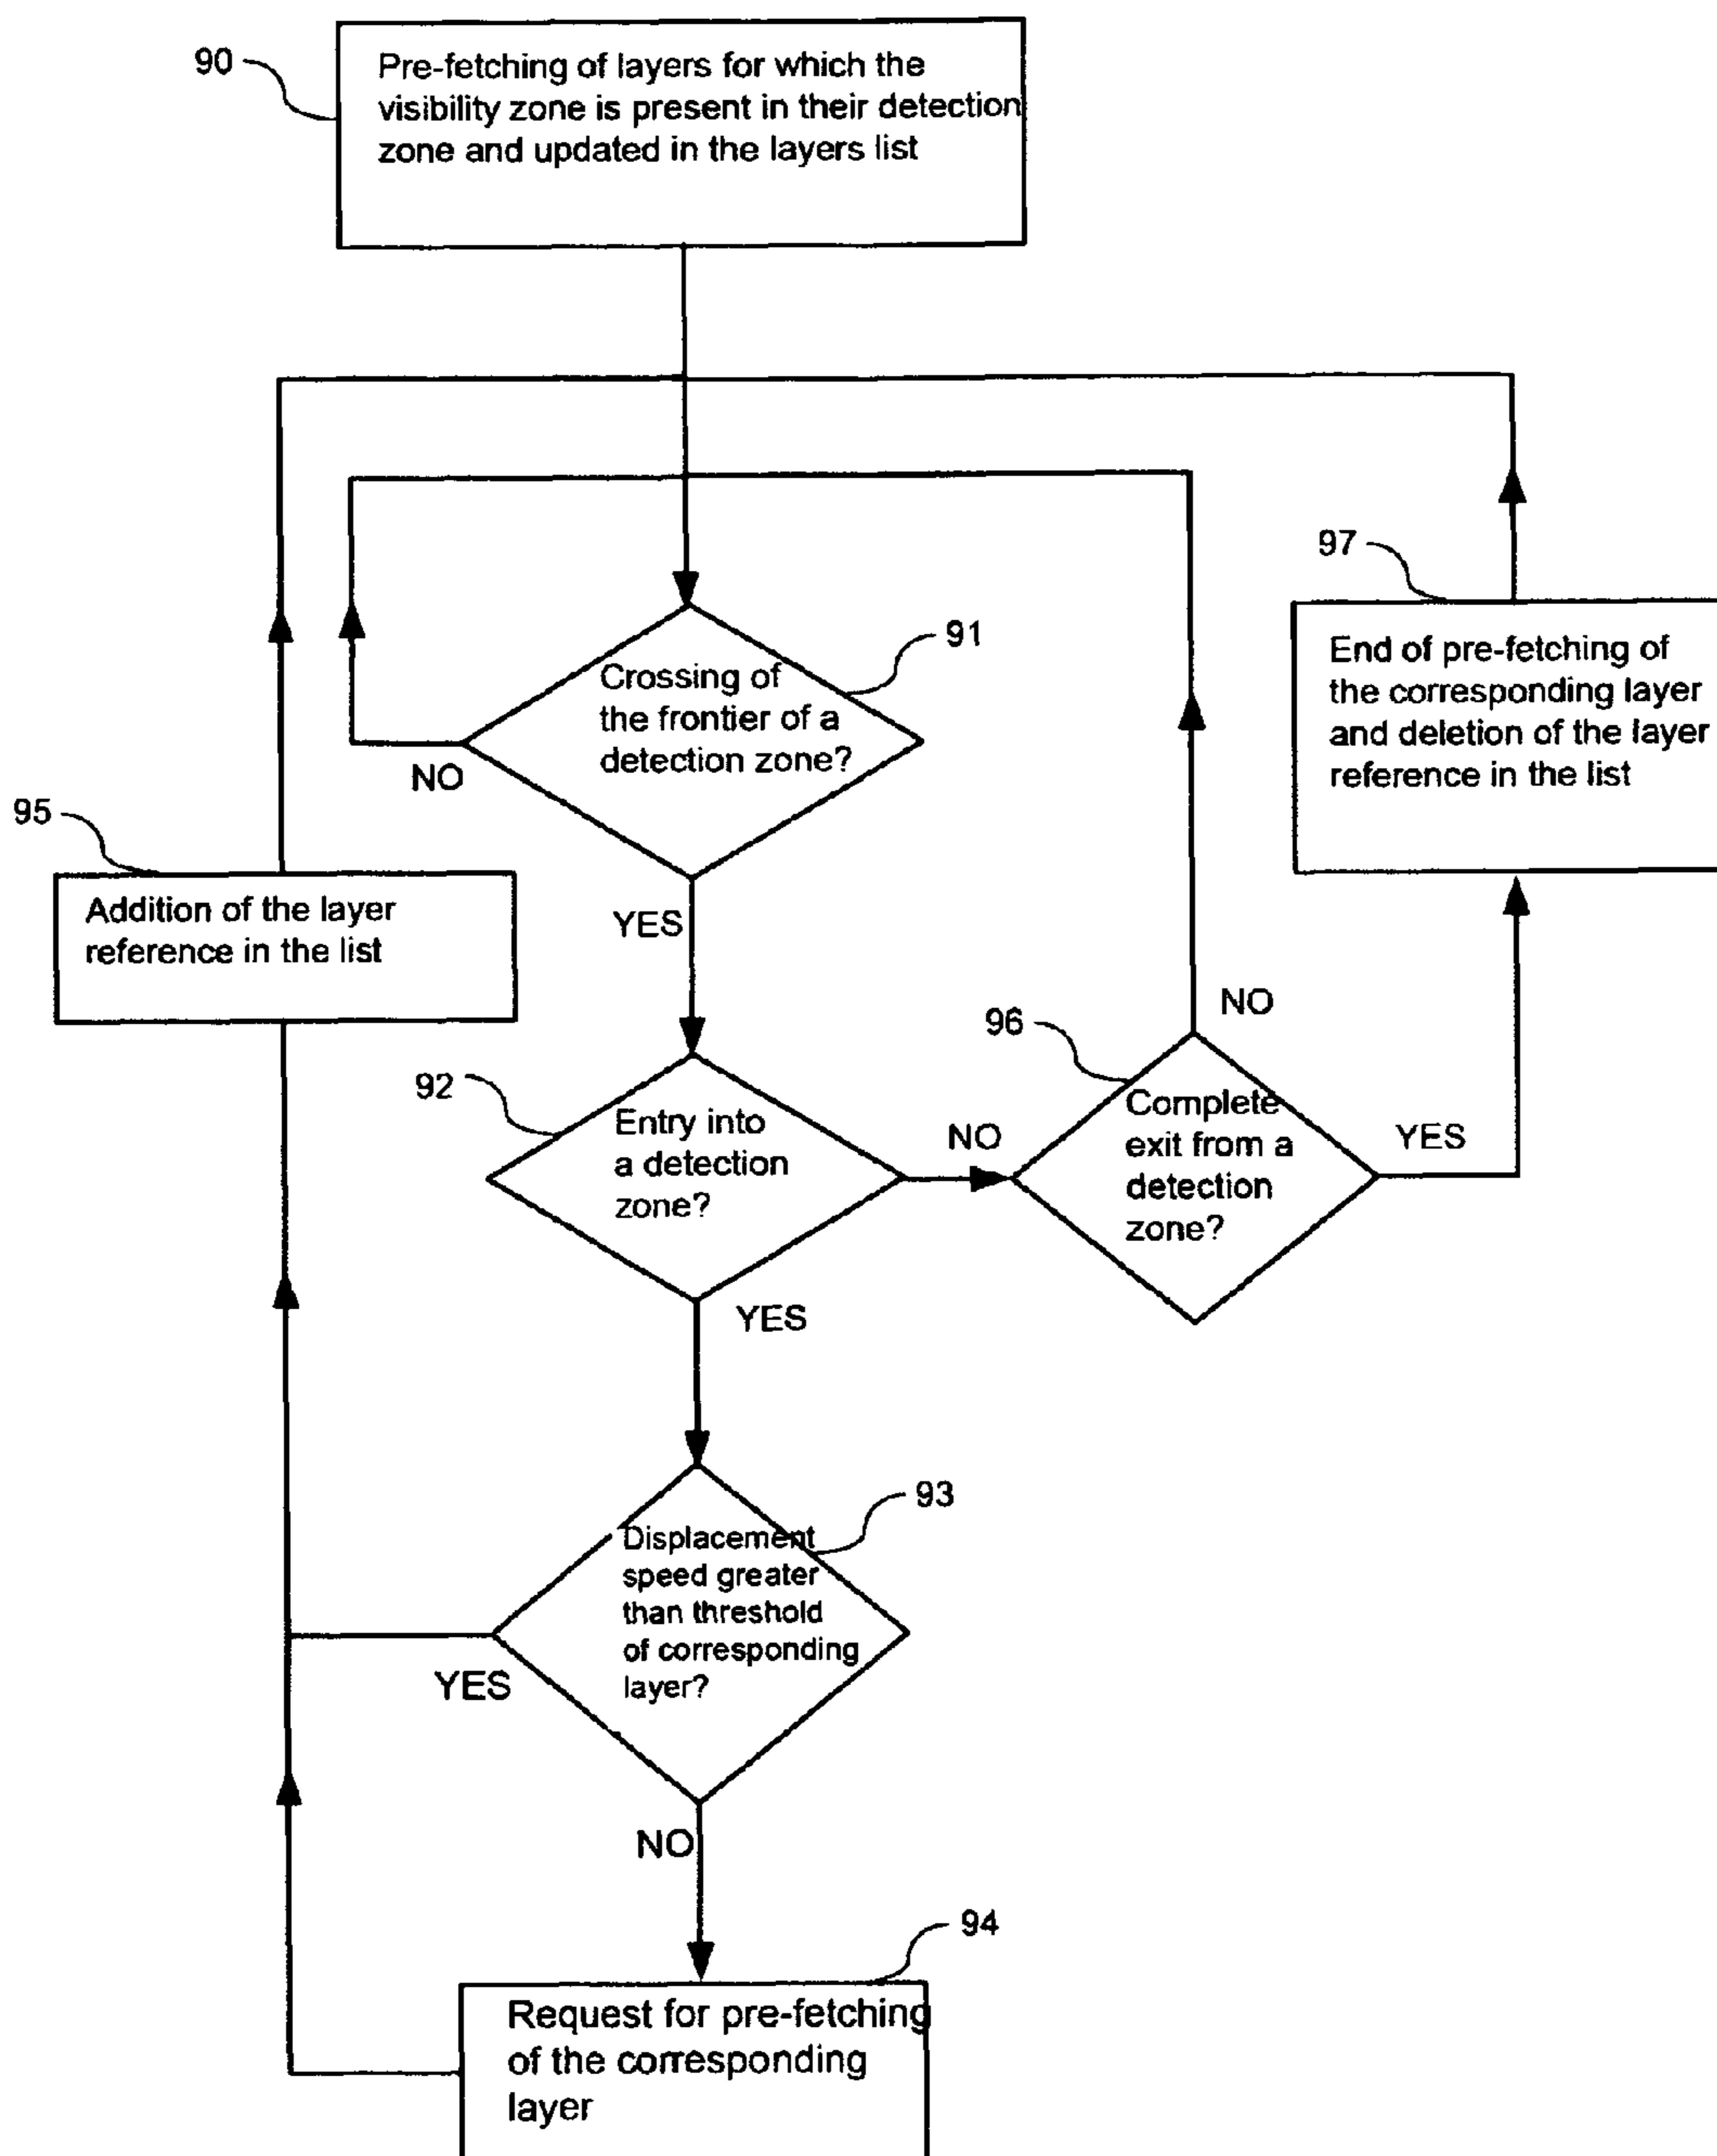 90
Pre-fetching of layers for which the
visibility zone is present in their detection
zone and updated in the layers list
91
Crossing of
the frontier of a
detection zone?
NO
YES
97
End of pre-fetching of
the corresponding layer
and deletion of the layer
reference in the list
95
Addition of the layer
reference in the list
92
Entry into
a detection
zone?
NO
YES
96
Complete
exit from a
detection
zone?
NO
YES
93
Displacement
speed greater
than threshold
of corresponding
layer?
YES
NO
94
Request for pre-fetching
of the corresponding
layer